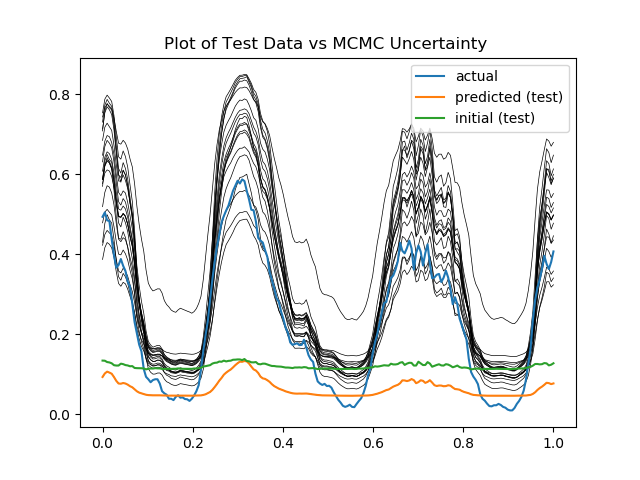 Plot of Test Data vs MCMC Uncertainty
actual
predicted (test)
initial (test)
0.8
0.6
0.4
0.2
0.0
0.0 0.2 0.4 0.6 0.8 1.0